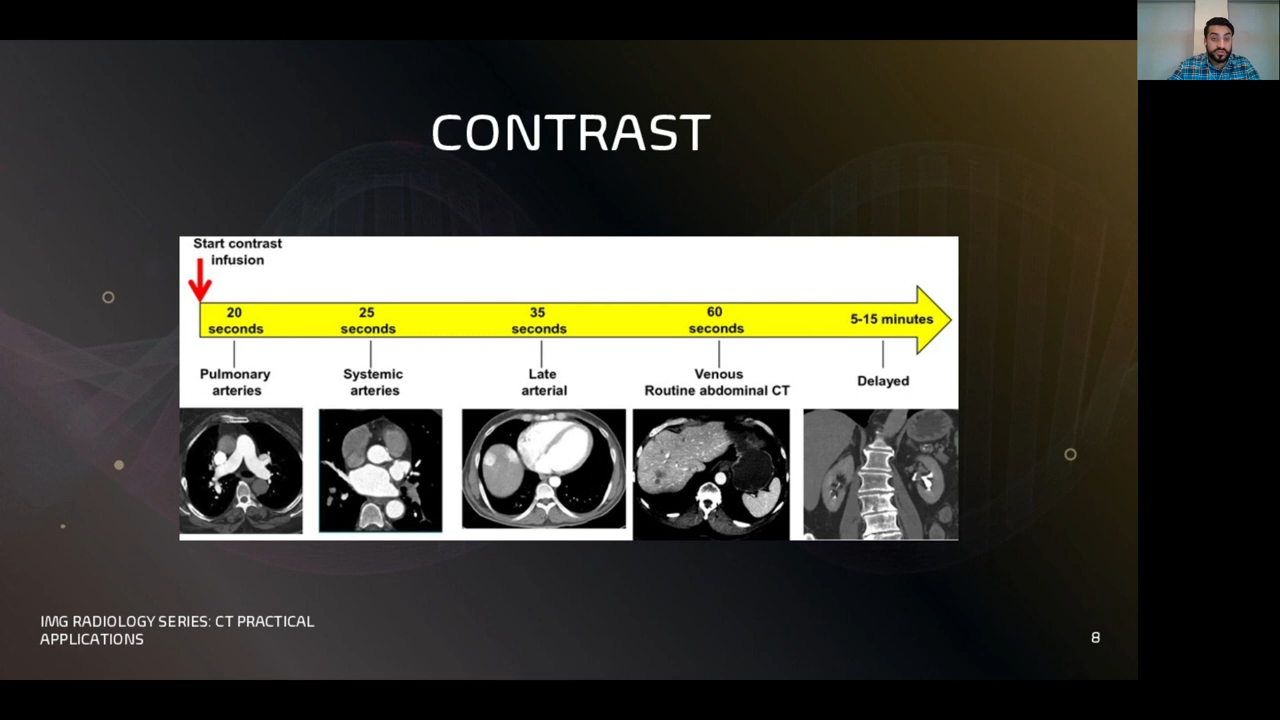 CONTRAST
Start contrast
infusion
20
seconds
25
seconds
35
seconds
60
seconds
5-15 minutes
Pulmonary
arteries
Systemic
arteries
Late
arterial
Venous
Routine abdominal CT
Delayed
IMG RADIOLOGY SERIES: CT PRACTICAL
APPLICATIONS
8